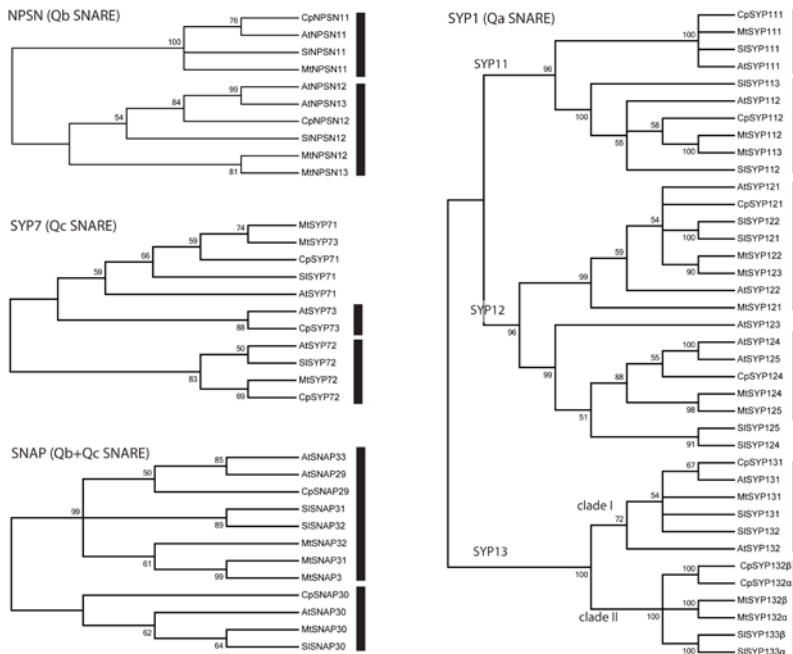 NPSN (Qb SNARE)
76
100
CpNPSN11
AtNPSN11
SlNPSN11
MtNPSN11
99
84
54
81
AtNPSN12
AtNPSN13
CpNPSN12
SlNPSN12
MtNPSN12
MtNPSN13
SYP7 (Qc SNARE)
74
59
66
59
88
50
83
69
MtSYP71
MtSYP73
CpSYP71
SlSYP71
AtSYP71
AtSYP73
CpSYP73
AtSYP72
SlSYP72
MtSYP72
CpSYP72
SNAP (Qb+Qc SNARE)
85
50
99
89
61
99
62
64
AtSNAP33
AtSNAP29
CpSNAP29
SlSNAP31
SlSNAP32
MtSNAP32
MtSNAP31
MtSNAP3
CpSNAP30
AtSNAP30
MtSNAP30
SlSNAP30
SYP1 (Qa SNARE)
SYP11
96
100
100
58
55
100
CpSYP111
MtSYP111
SlSYP111
AtSYP111
SlSYP113
AtSYP112
CpSYP112
MtSYP112
MtSYP113
SlSYP112
SYP12
96
99
59
54
100
90
99
100
55
88
98
51
91
AtSYP121
CpSYP121
SlSYP122
SlSYP121
MtSYP122
MtSYP123
AtSYP122
MtSYP121
AtSYP123
AtSYP124
AtSYP125
CpSYP124
MtSYP124
MtSYP125
SlSYP125
SlSYP124
SYP13
100
clade I
72
54
67
clade II
100
100
100
100
CpSYP131
AtSYP131
MtSYP131
SlSYP131
SlSYP132
AtSYP132
CpSYP132β
CpSYP132α
MtSYP132β
MtSYP132α
SlSYP133β
SlSYP133α